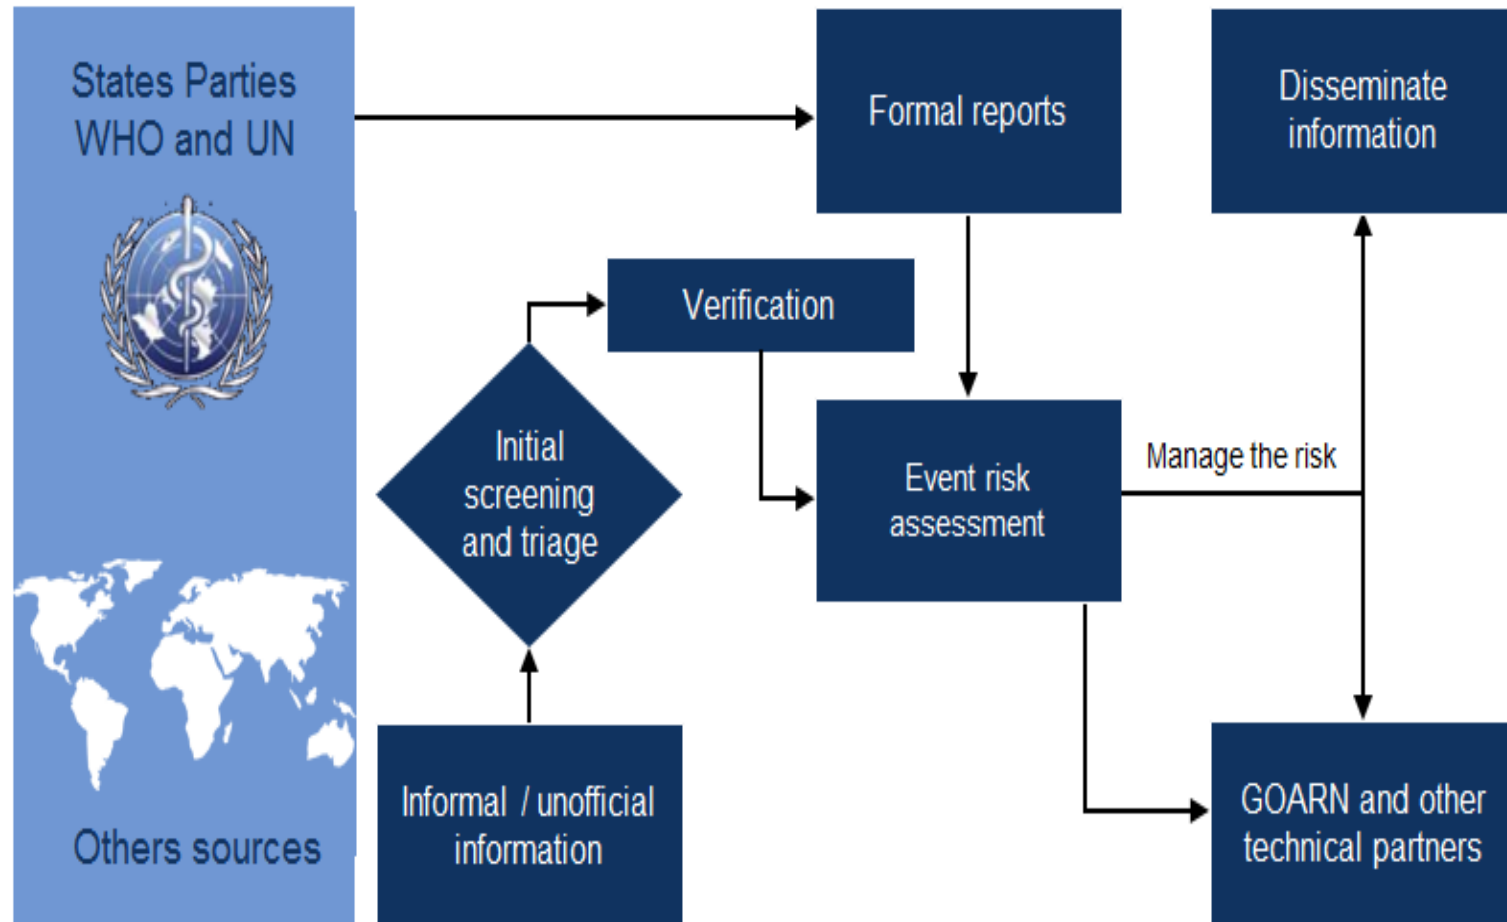 States Parties
WHO and UN
Formal reports
Disseminate
information
Verification
Initial
screening
and triage
Event risk
assessment
Manage the risk
Informal / unofficial
information
GOARN and other
technical partners
Others sources